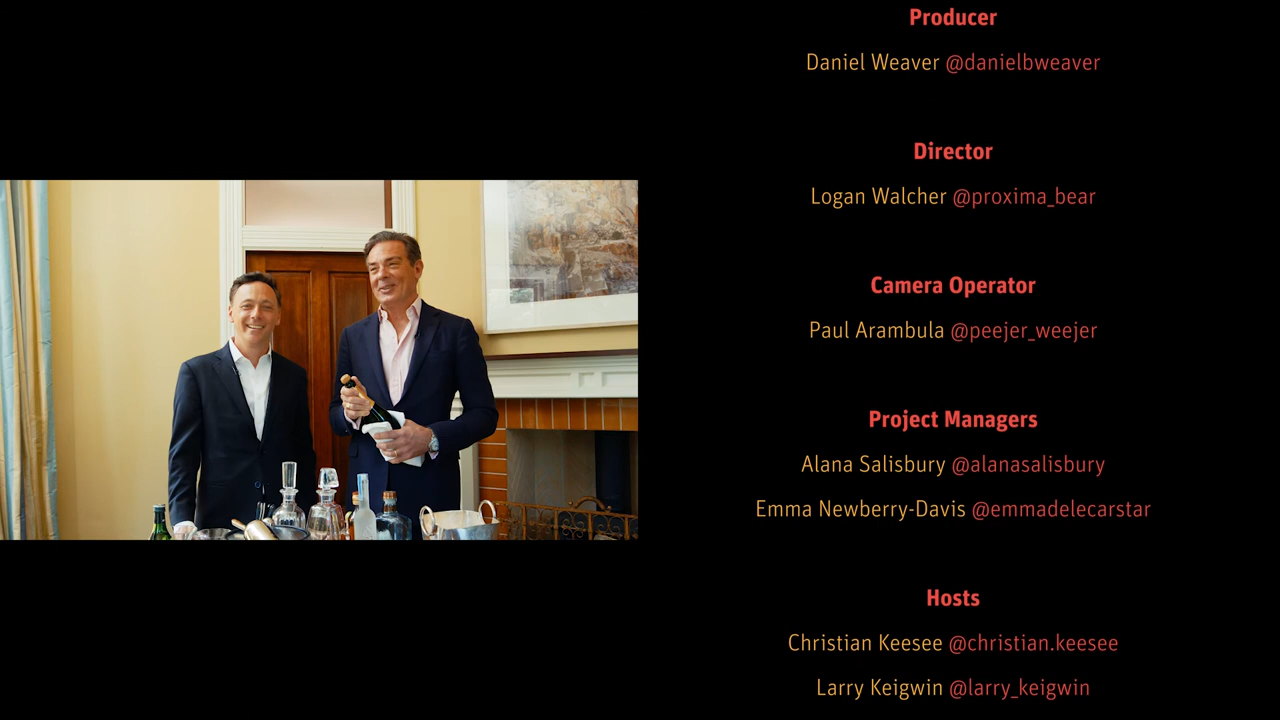 Producer
Daniel Weaver @danielbweaver
Director
Logan Walcher @proxima_bear
Camera Operator
Paul Arambula @peejer_weejer
Project Managers
Alana Salisbury @alanasalisbury
Emma Newberry-Davis @emmadelecarstar
Hosts
Christian Keesee @christian.keesee
Larry Keigwin @larry_keigwin